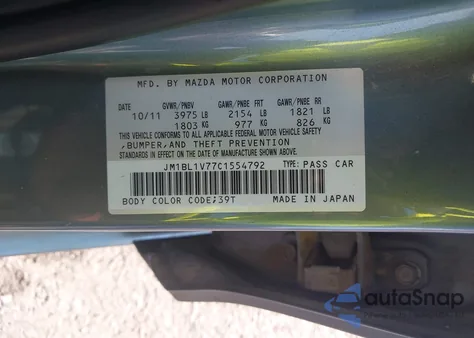 MFD. BY MAZDA MOTOR CORPORATION
GVWR/PNBV GAWR/PNBE FRT GAWR/PNBE RR
10/11 3975 LB 2154 LB 1821 LB
1803 KG 977 KG 826 KG
THIS VEHICLE CONFORMS TO ALL
APPLICABLE FEDERAL MOTOR VEHICLE SAFETY
,BUMPER,AND THEFT PREVENTION
STANDARDS IN EFFECT ON THE
DATE OF MANUFACTURE SHOWN ABOVE.
JM1BL1V77C1554792 TYPE: PASS CAR
BODY COLOR CODE;39T MADE IN JAPAN
autoSnap